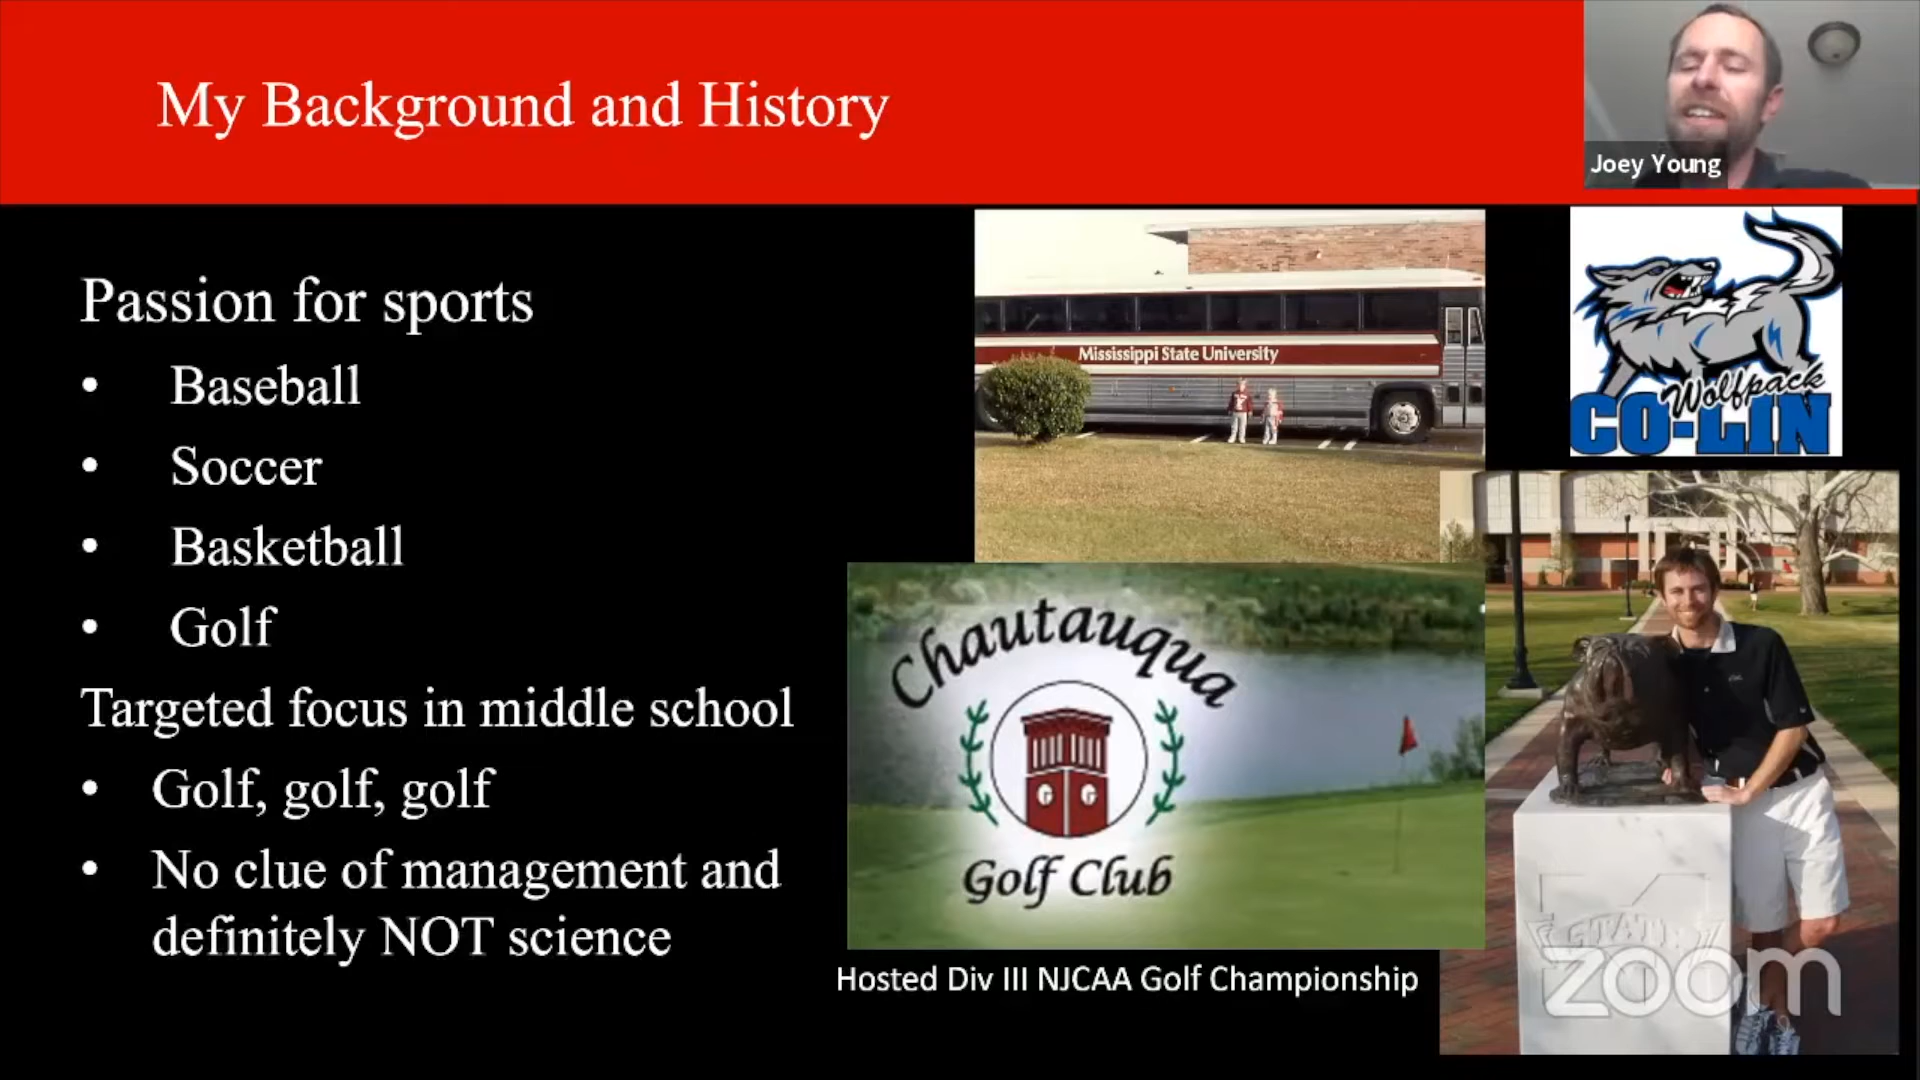 My Background and History
Joey Young
Passion for sports
• Baseball
• Soccer
• Basketball
• Golf
Targeted focus in middle school
• Golf, golf, golf
• No clue of management and
definitely NOT science
Mississippi State University
Wolfpack
CO-LIN
Chautauqua
G G
Golf Club
Hosted Div III NJCAA Golf Championship
STATE
zoom